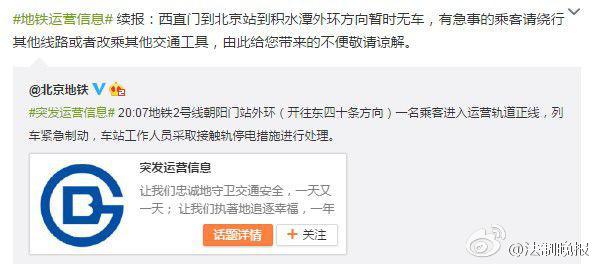 #地铁运营信息# 续报：西直门到北京站到积水潭外环方向暂时无车，有急事的乘客请绕行
其他线路或者改乘其他交通工具，由此给您带来的不便敬请谅解。
@北京地铁
#突发运营信息# 20:07地铁2号线朝阳门站外环（开往东四十条方向）一名乘客进入运营轨道正线，列
车紧急制动，车站工作人员采取接触轨停电措施进行处理。
突发运营信息
让我们忠诚地守卫交通安全，一天又
一天； 让我们执著地追逐幸福，一年
话题详情
+ 关注
@法制晚报